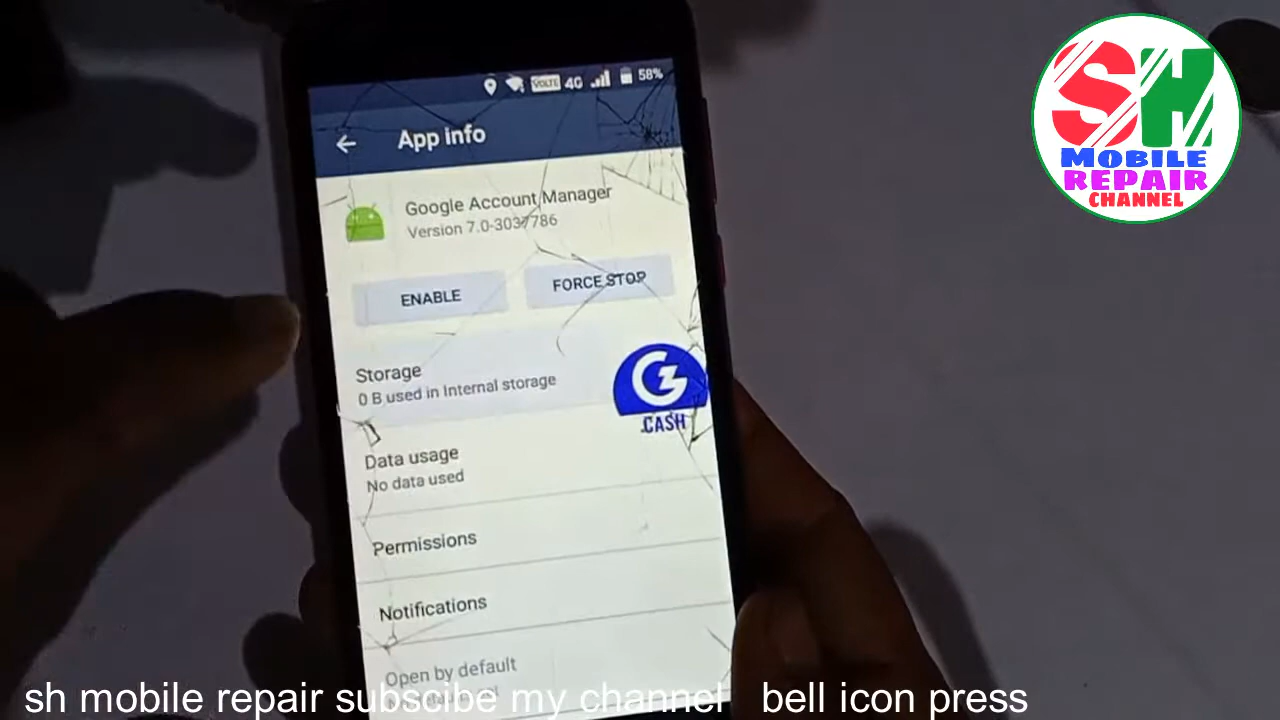 VOLTE 4G 58%
App info
Google Account Manager
Version 7.0-3037786
ENABLE
FORCE STOP
Storage
0 B used in Internal storage
Data usage
No data used
Permissions
Notifications
Open by default
CASH
SH
MOBILE
REPAIR
CHANNEL
sh mobile repair subscibe my channel bell icon press